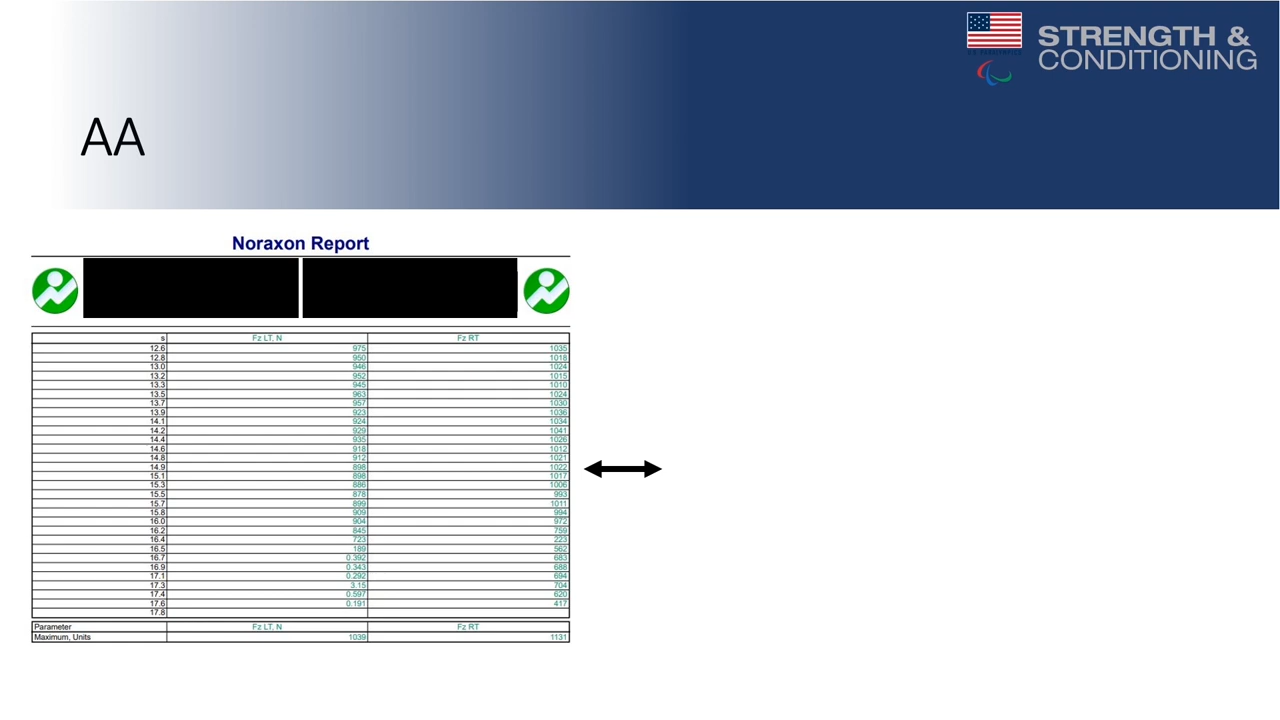 STRENGTH &
CONDITIONING
AA
Noraxon Report
s Fz LT, N Fz RT
12.6 975 1035
12.8 950 1018
13.0 946 1024
13.2 952 1015
13.3 945 1010
13.5 963 1024
13.7 957 1030
13.9 923 1036
14.1 924 1034
14.2 929 1041
14.4 935 1026
14.6 918 1012
14.8 912 1021
14.9 898 1022
15.1 898 1017
15.3 886 1006
15.5 878 993
15.7 899 1011
15.8 909 994
16.0 904 972
16.2 845 759
16.4 723 223
16.5 189 562
16.7 0.392 683
16.9 0.343 688
17.1 0.292 694
17.3 3.15 704
17.4 0.597 620
17.6 0.191 417
17.8
Parameter Fz LT, N Fz RT
Maximum, Units 1039 1131